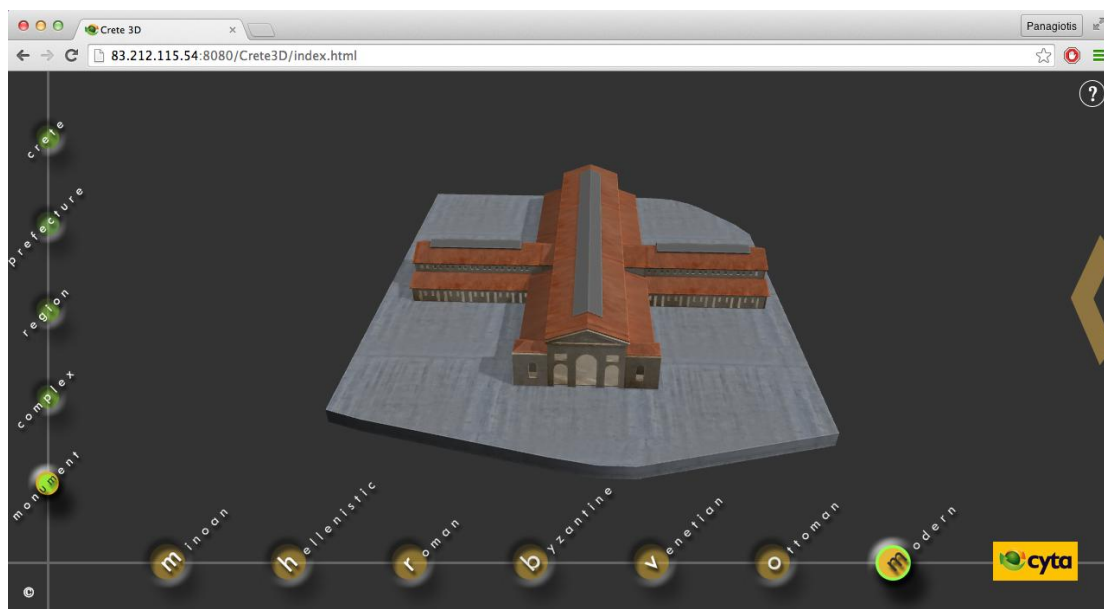 Crete 3D
Panagiotis
83.212.115.54:8080/Crete3D/index.html
?
crete
prefecture
region
complex
monument
minoan
hellenistic
roman
byzantine
venetian
ottoman
modern
cyta
©